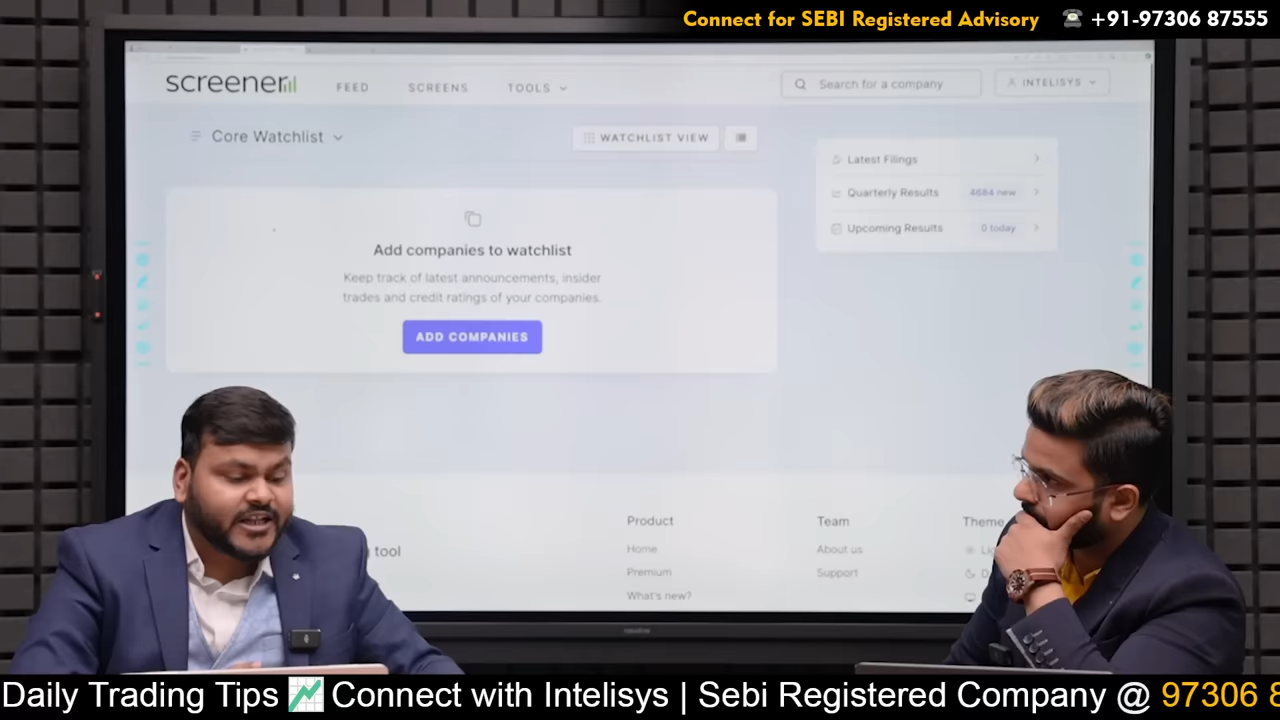 Connect for SEBI Registered Advisory ☎ +91-97306 87555
screener FEED SCREENS TOOLS Search for a company INTELISYS
Core Watchlist WATCHLIST VIEW
Latest Filings
Quarterly Results 4684 new
Upcoming Results 0 today
Add companies to watchlist
Keep track of latest announcements, insider
trades and credit ratings of your companies.
ADD COMPANIES
tool
Product
Home
Premium
What's new?
Team
About us
Support
Theme
Daily Trading Tips 📈 Connect with Intelisys | Sebi Registered Company @ 97306 8